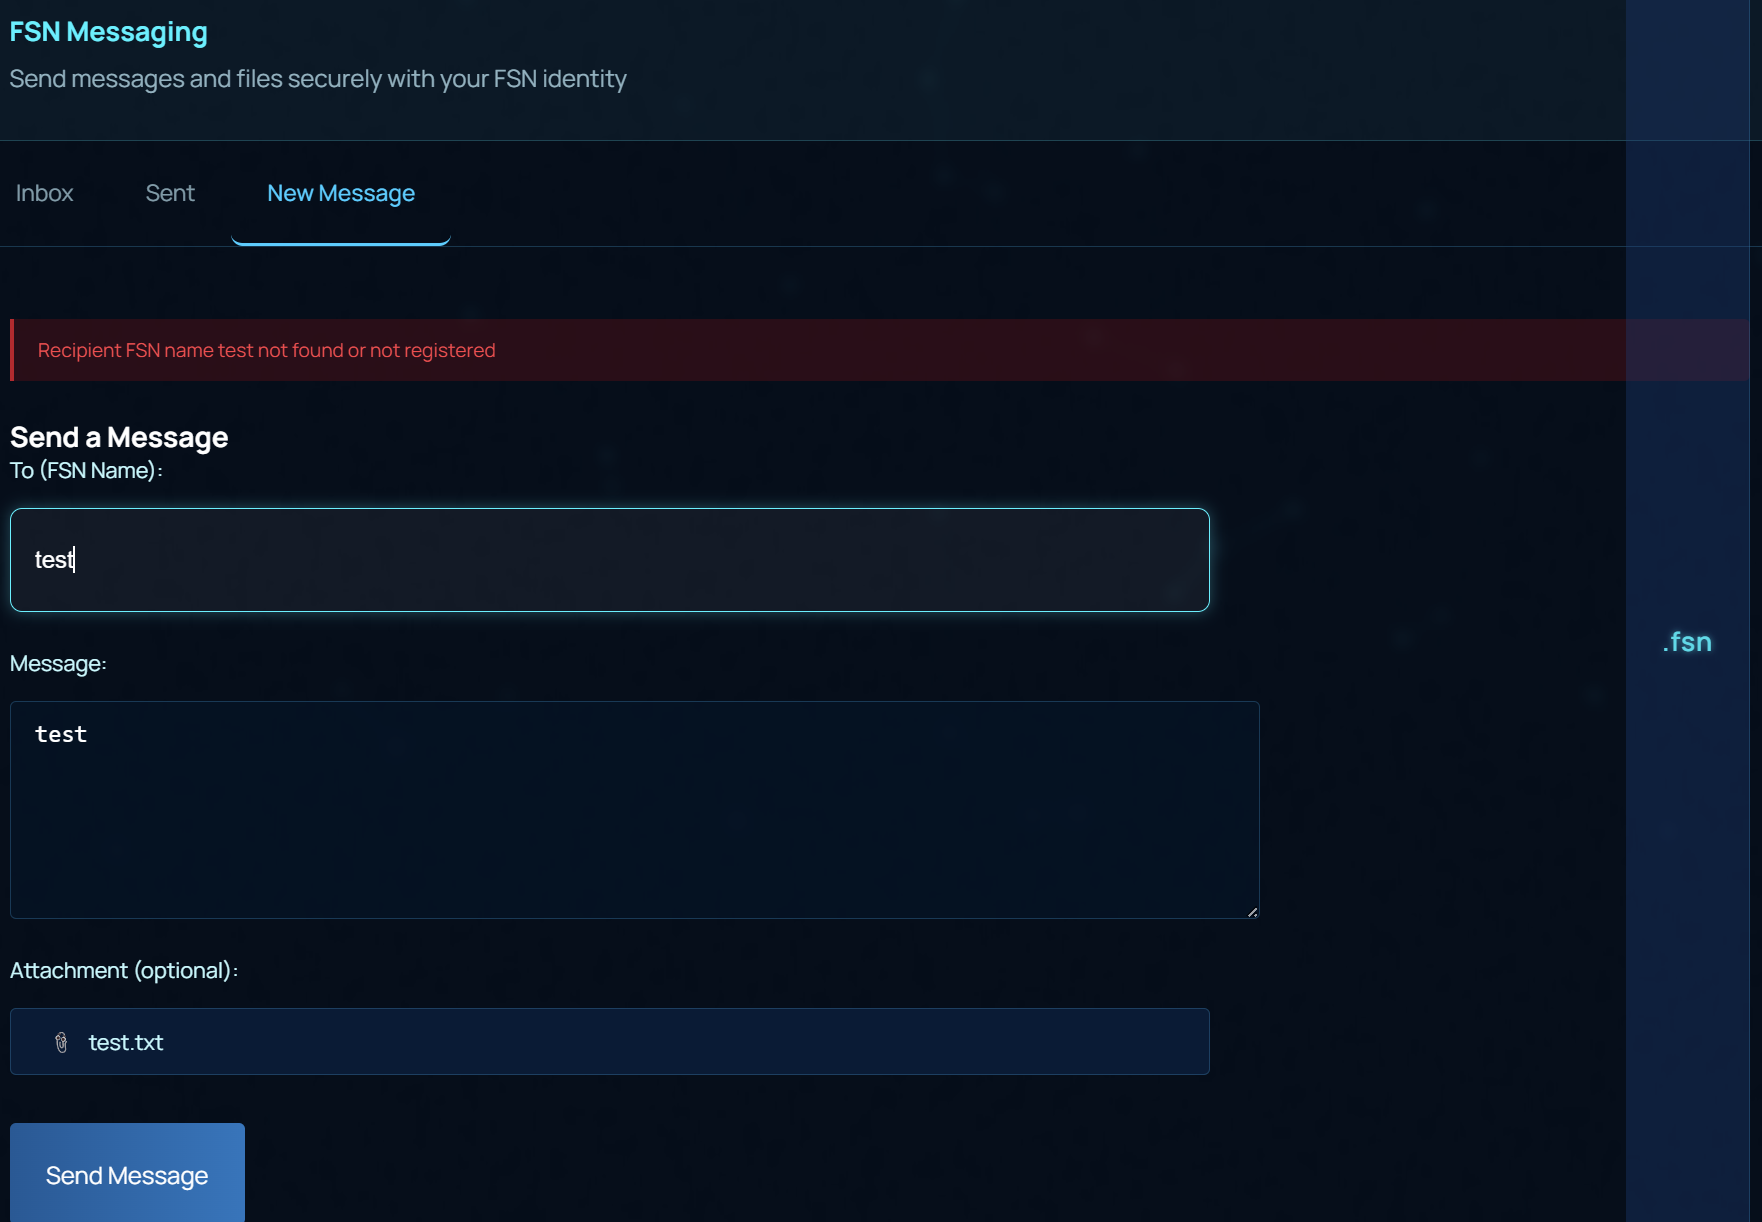 FSN Messaging
Send messages and files securely with your FSN identity
Inbox
Sent
New Message
Recipient FSN name test not found or not registered
Send a Message
To (FSN Name):
test
.fsn
Message:
test
Attachment (optional):
test.txt
Send Message